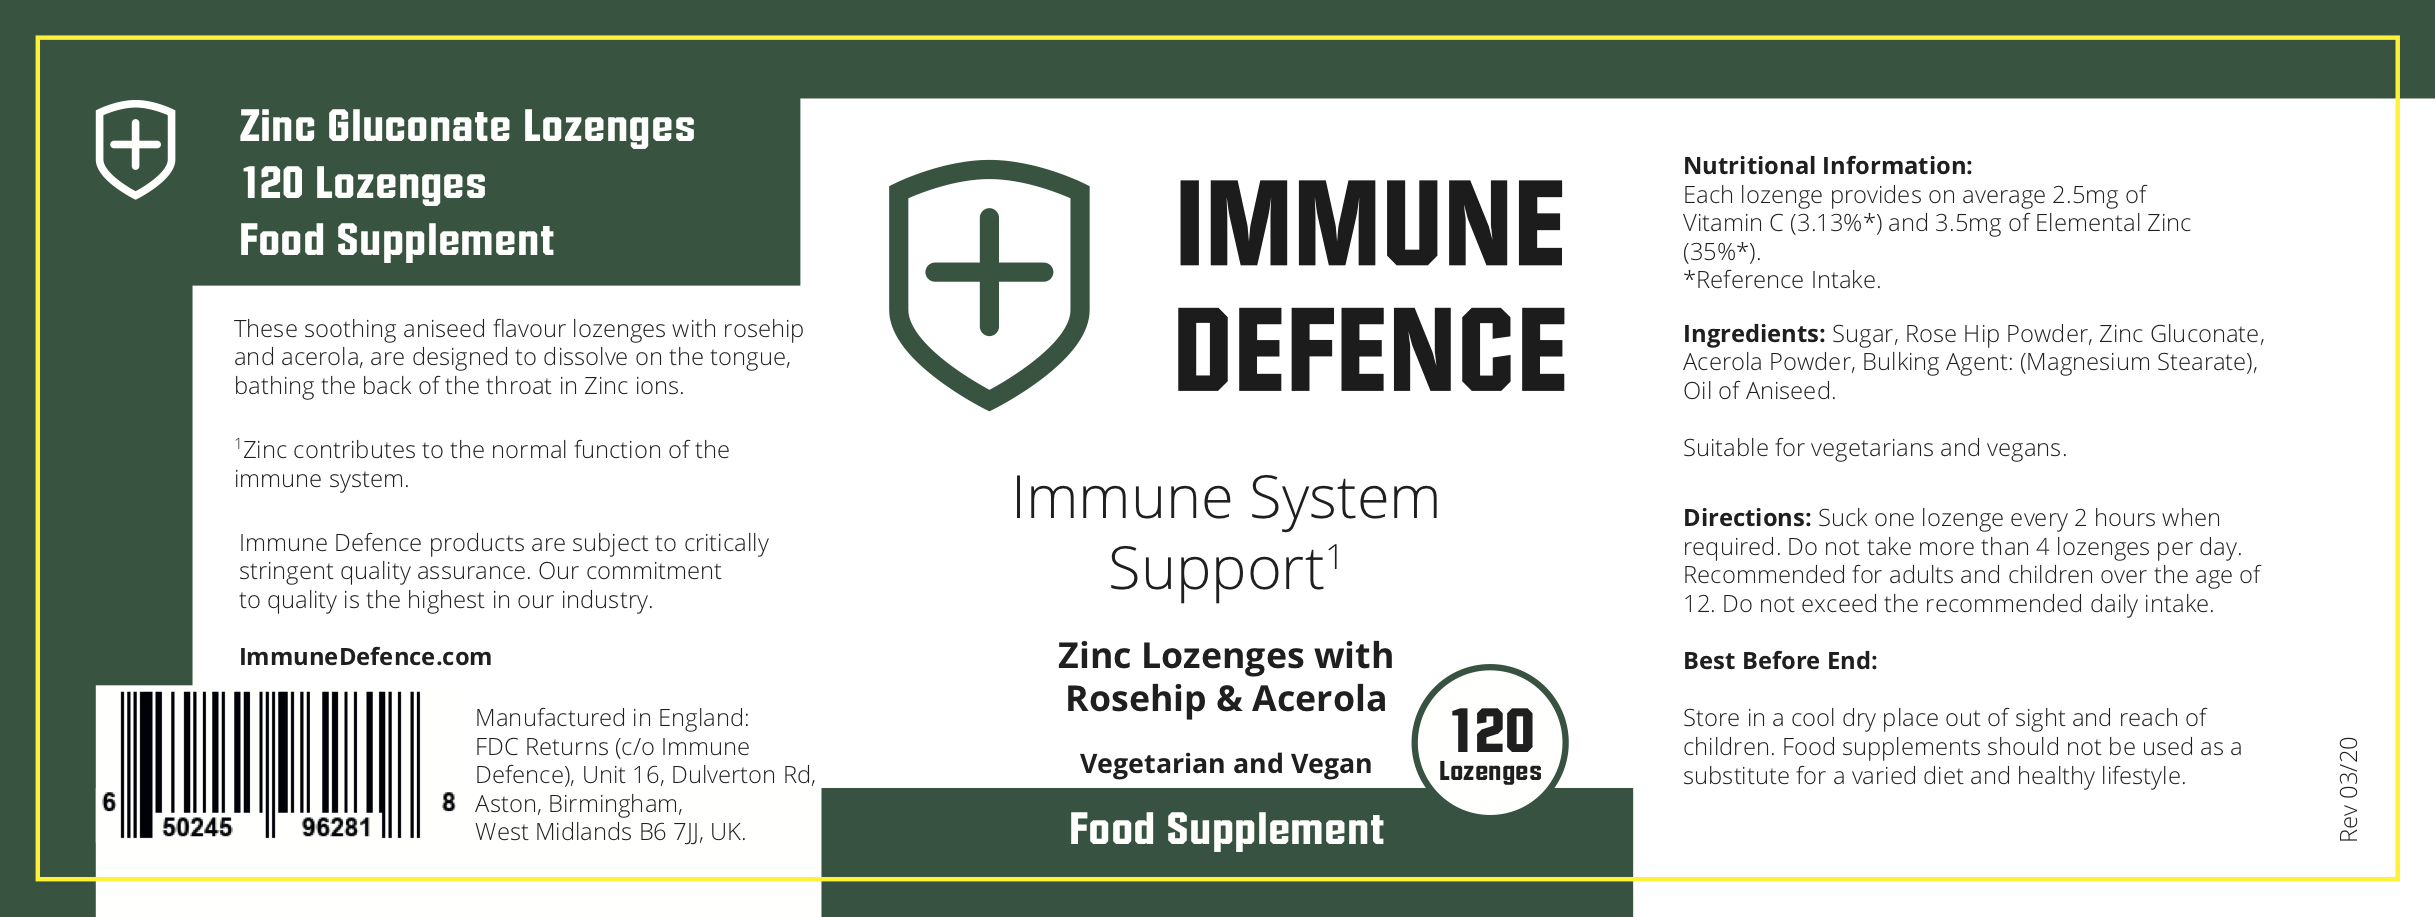 Zinc Gluconate Lozenges
120 Lozenges
Food Supplement
These soothing aniseed flavour lozenges with rosehip
and acerola, are designed to dissolve on the tongue,
bathing the back of the throat in Zinc ions.
¹Zinc contributes to the normal function of the
immune system.
Immune Defence products are subject to critically
stringent quality assurance. Our commitment
to quality is the highest in our industry.
ImmuneDefence.com
6 50245 96281 8
Manufactured in England:
FDC Returns (c/o Immune
Defence), Unit 16, Dulverton Rd,
Aston, Birmingham,
West Midlands B6 7JJ, UK.
IMMUNE
DEFENCE
Immune System
Support¹
Zinc Lozenges with
Rosehip & Acerola
Vegetarian and Vegan
120
Lozenges
Food Supplement
Nutritional Information:
Each lozenge provides on average 2.5mg of
Vitamin C (3.13%*) and 3.5mg of Elemental Zinc
(35%*).
*Reference Intake.
Ingredients: Sugar, Rose Hip Powder, Zinc Gluconate,
Acerola Powder, Bulking Agent: (Magnesium Stearate),
Oil of Aniseed.
Suitable for vegetarians and vegans.
Directions: Suck one lozenge every 2 hours when
required. Do not take more than 4 lozenges per day.
Recommended for adults and children over the age of
12. Do not exceed the recommended daily intake.
Best Before End:
Store in a cool dry place out of sight and reach of
children. Food supplements should not be used as a
substitute for a varied diet and healthy lifestyle.
Rev 03/20